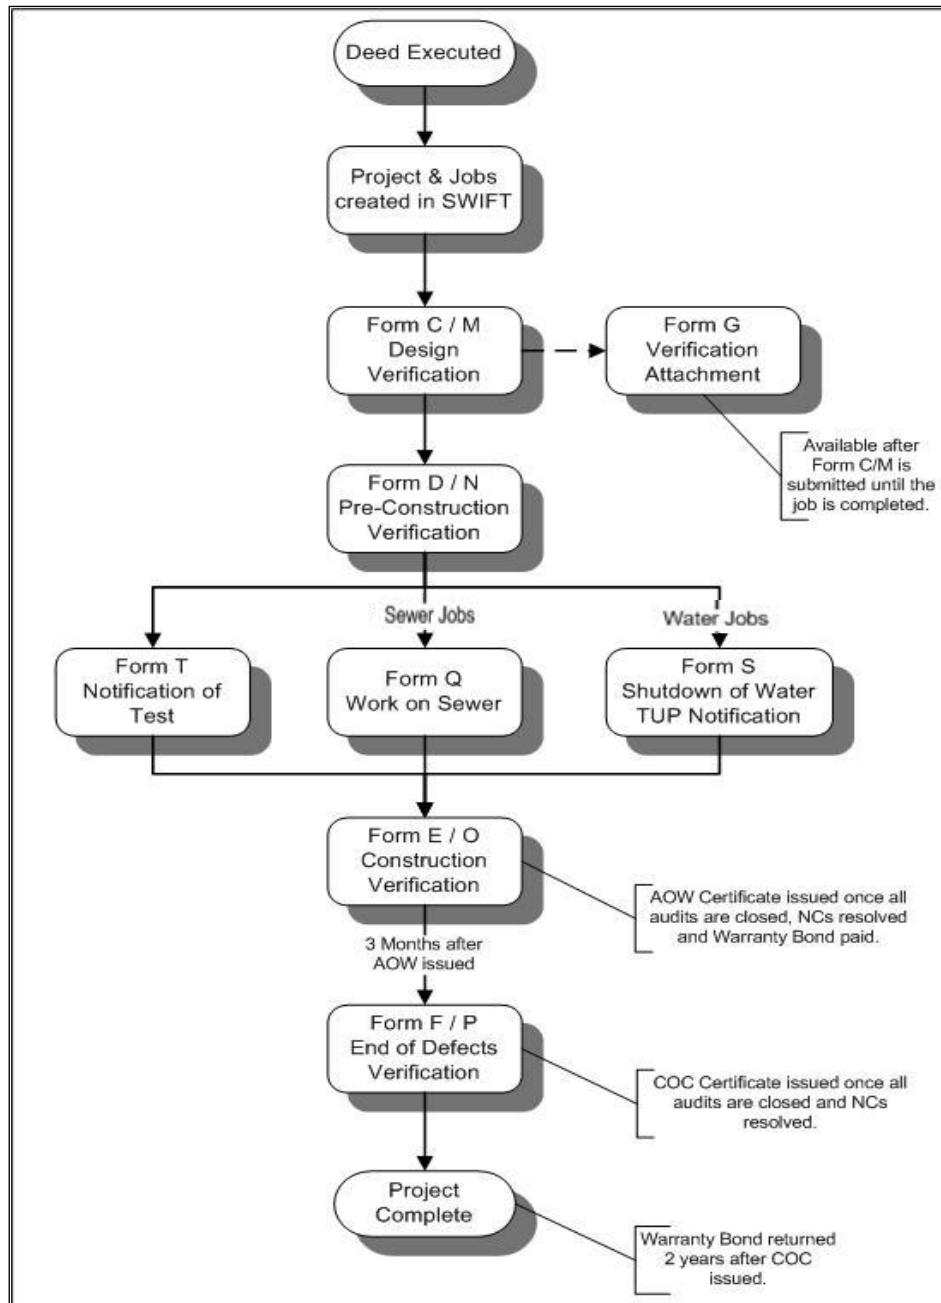 Deed Executed
Project & Jobs
created in SWIFT
Form C / M
Design
Verification
Form G
Verification
Attachment
Available after
Form C/M is
submitted until the
job is completed.
Form D / N
Pre-Construction
Verification
Sewer Jobs
Water Jobs
Form T
Notification of
Test
Form Q
Work on Sewer
Form S
Shutdown of Water
TUP Notification
Form E / O
Construction
Verification
AOW Certificate issued once all
audits are closed, NCs resolved
and Warranty Bond paid.
3 Months after
AOW issued
Form F / P
End of Defects
Verification
COC Certificate issued once all
audits are closed and NCs
resolved.
Project
Complete
Warranty Bond returned
2 years after COC
issued.